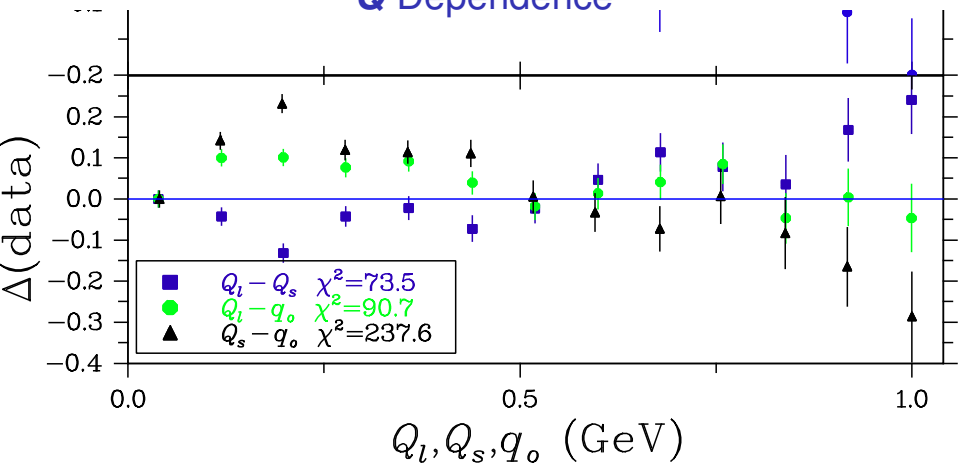 Q Dependence
−0.2
0.2
0.1
0.0
−0.1
−0.2
−0.3
−0.4
Δ(data)
Q_l − Q_s χ²=73.5
Q_l − q_o χ²=90.7
Q_s − q_o χ²=237.6
0.0 0.5 1.0
Q_l,Q_s,q_o (GeV)